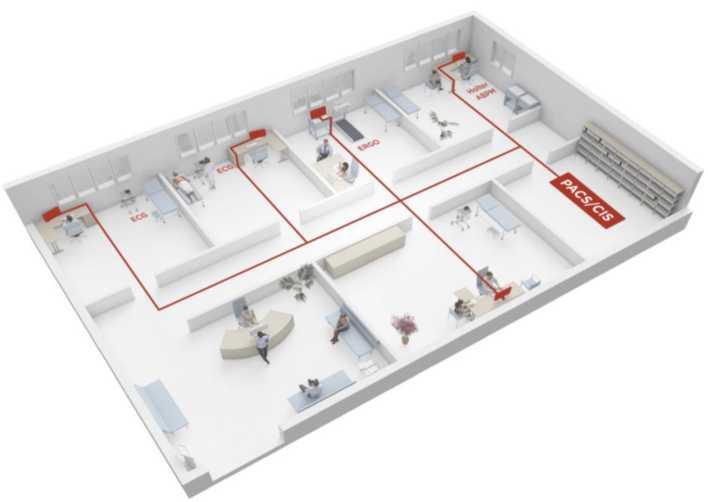 Holter
ABPM
ERGO
ECG
ECG
PACS/CIS